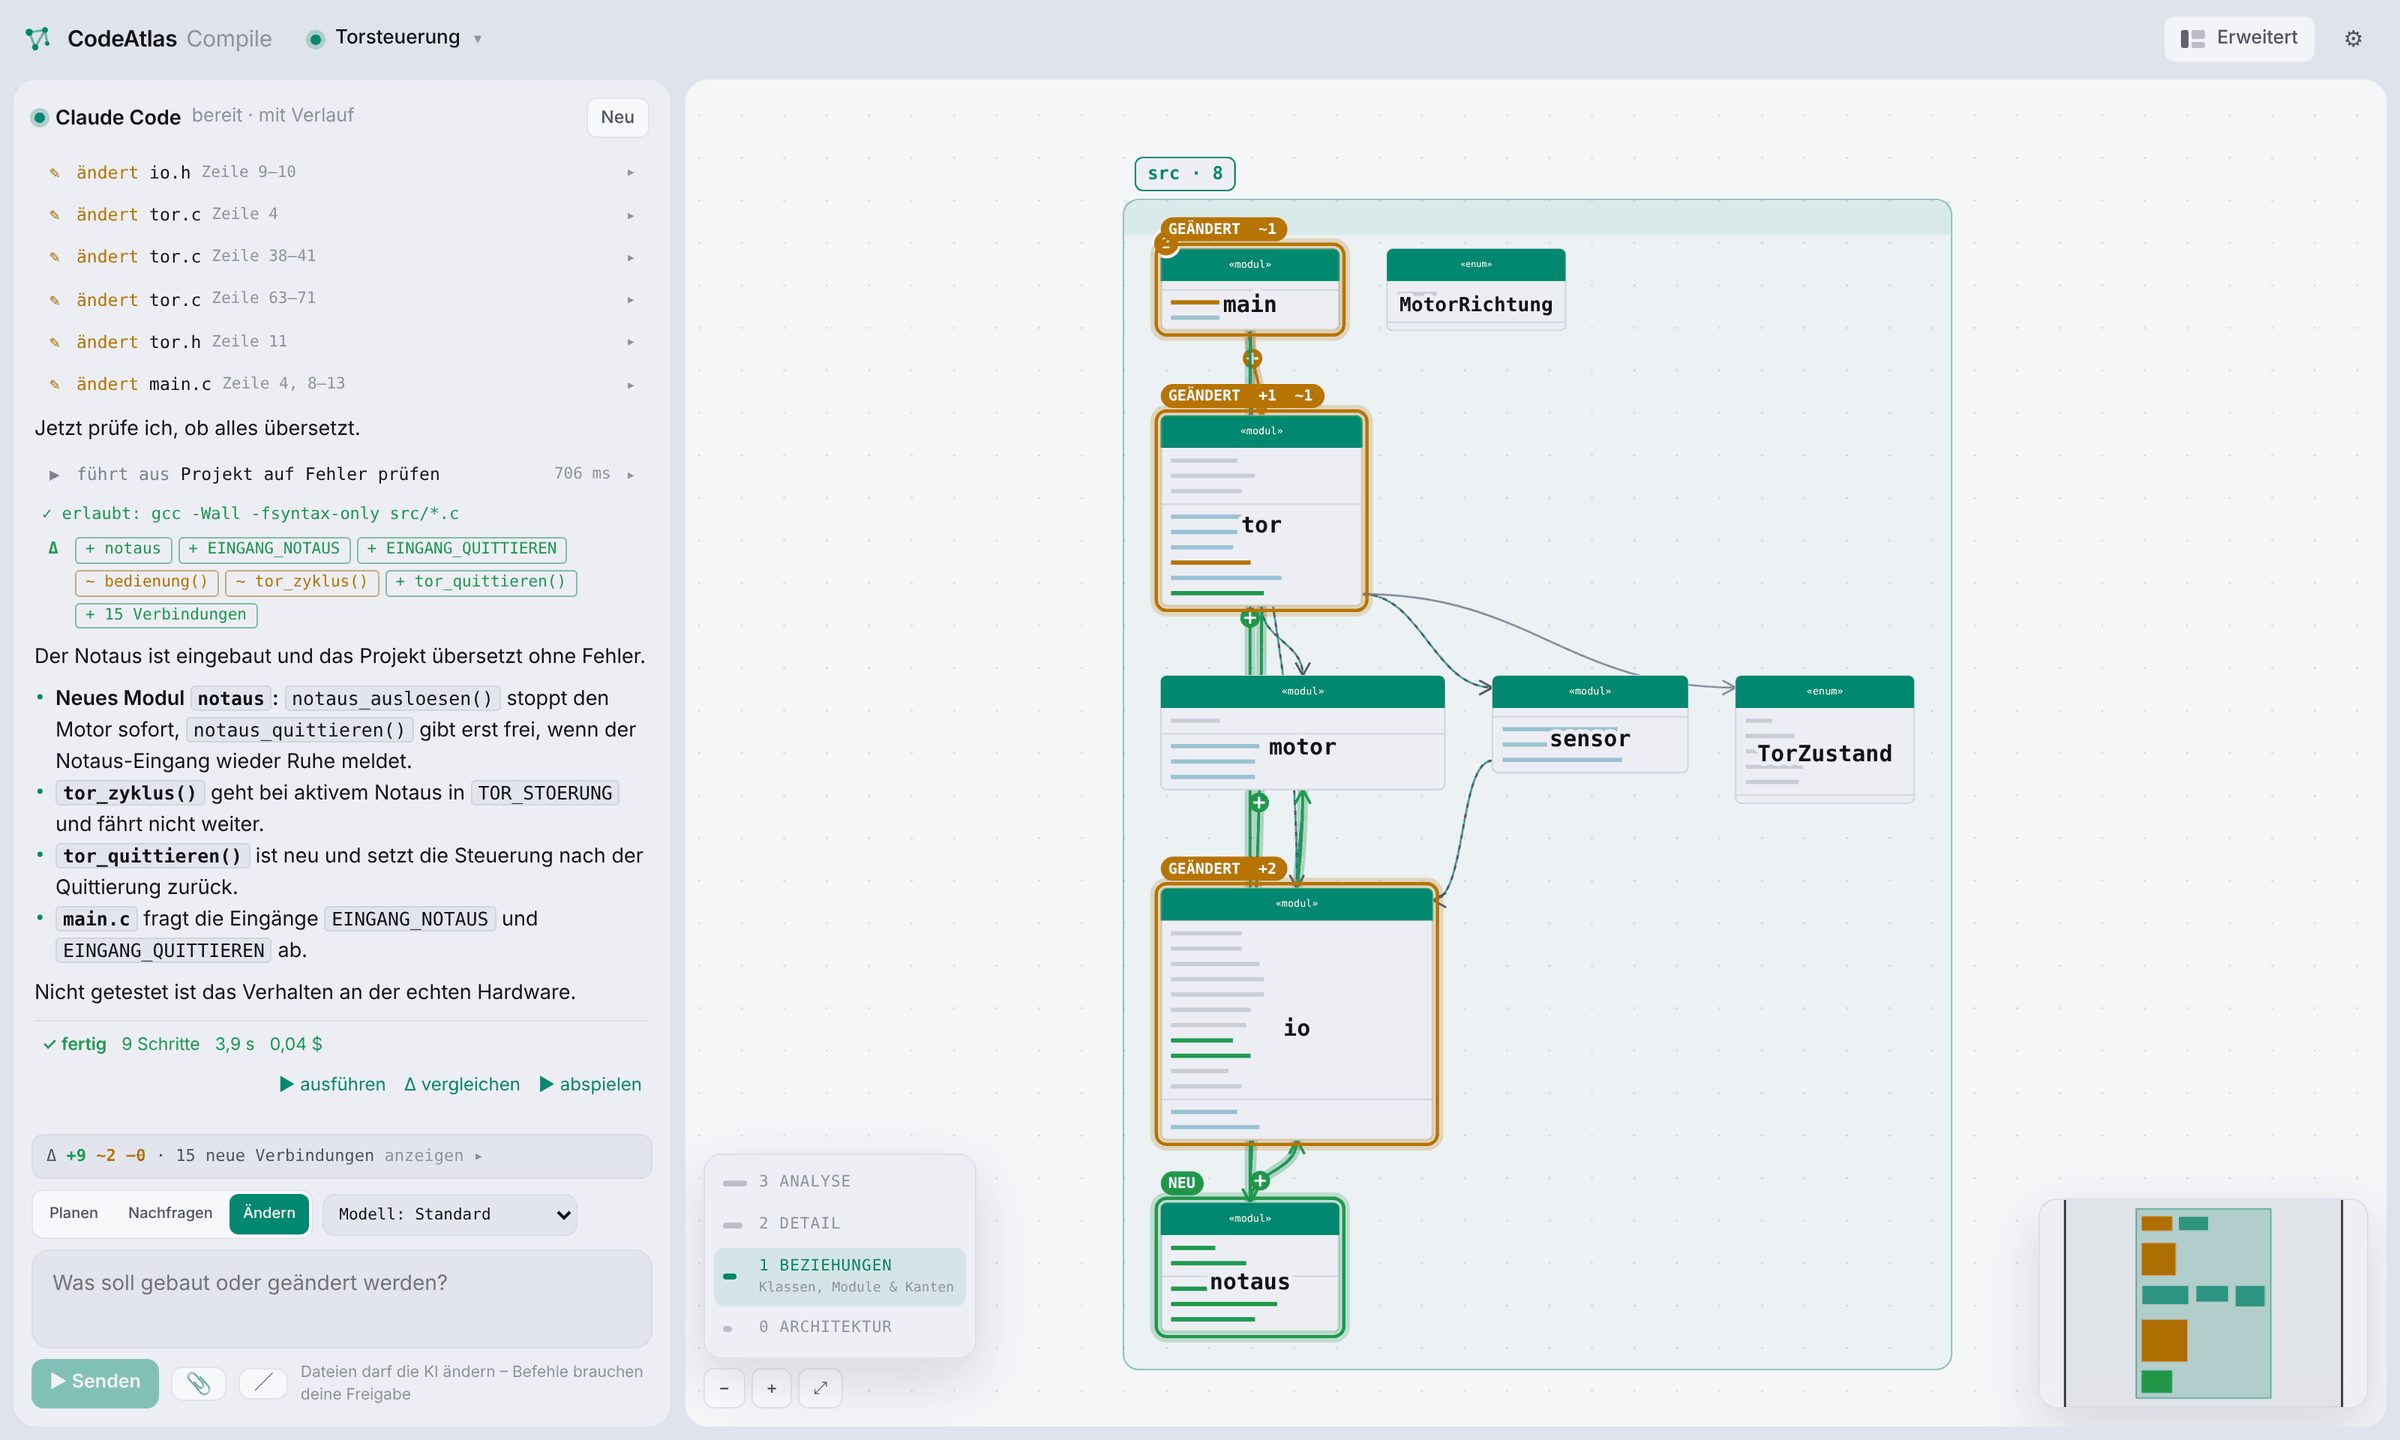 CodeAtlas Compile
Torsteuerung ▾
Erweitert
Claude Code bereit · mit Verlauf
Neu
✎ ändert io.h Zeile 9–10 ▸
✎ ändert tor.c Zeile 4 ▸
✎ ändert tor.c Zeile 38–41 ▸
✎ ändert tor.c Zeile 63–71 ▸
✎ ändert tor.h Zeile 11 ▸
✎ ändert main.c Zeile 4, 8–13 ▸
Jetzt prüfe ich, ob alles übersetzt.
▶ führt aus Projekt auf Fehler prüfen 706 ms ▸
✓ erlaubt: gcc -Wall -fsyntax-only src/*.c
Δ + notaus + EINGANG_NOTAUS + EINGANG_QUITTIEREN
~ bedienung() ~ tor_zyklus() + tor_quittieren()
+ 15 Verbindungen
Der Notaus ist eingebaut und das Projekt übersetzt ohne Fehler.
• Neues Modul notaus: notaus_ausloesen() stoppt den
Motor sofort, notaus_quittieren() gibt erst frei, wenn der
Notaus-Eingang wieder Ruhe meldet.
• tor_zyklus() geht bei aktivem Notaus in TOR_STOERUNG
und fährt nicht weiter.
• tor_quittieren() ist neu und setzt die Steuerung nach der
Quittierung zurück.
• main.c fragt die Eingänge EINGANG_NOTAUS und
EINGANG_QUITTIEREN ab.
Nicht getestet ist das Verhalten an der echten Hardware.
✓ fertig 9 Schritte 3,9 s 0,04 $
▶ ausführen Δ vergleichen ▶ abspielen
Δ +9 ~2 −0 · 15 neue Verbindungen anzeigen ▸
Planen Nachfragen Ändern Modell: Standard
Was soll gebaut oder geändert werden?
▶ Senden
Dateien darf die KI ändern – Befehle brauchen
deine Freigabe
src · 8
GEÄNDERT ~1
«modul»
main
«enum»
MotorRichtung
GEÄNDERT +1 ~1
«modul»
tor
«modul»
motor
«modul»
sensor
«enum»
TorZustand
GEÄNDERT +2
«modul»
io
NEU
«modul»
notaus
3 ANALYSE
2 DETAIL
1 BEZIEHUNGEN
Klassen, Module & Kanten
0 ARCHITEKTUR
− +